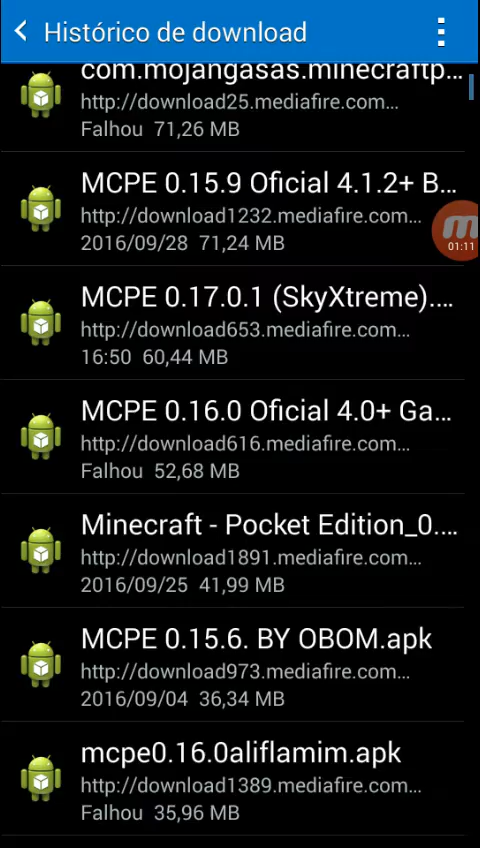 Histórico de download
com.mojangasas.minecraftp...
http://download25.mediafire.com...
Falhou 71,26 MB
MCPE 0.15.9 Oficial 4.1.2+ B...
http://download1232.mediafire.com...
2016/09/28 71,24 MB
01:11
MCPE 0.17.0.1 (SkyXtreme)....
http://download653.mediafire.com...
16:50 60,44 MB
MCPE 0.16.0 Oficial 4.0+ Ga...
http://download616.mediafire.com...
Falhou 52,68 MB
Minecraft - Pocket Edition_0....
http://download1891.mediafire.com...
2016/09/25 41,99 MB
MCPE 0.15.6. BY OBOM.apk
http://download973.mediafire.com...
2016/09/04 36,34 MB
mcpe0.16.0aliflamim.apk
http://download1389.mediafire.com...
Falhou 35,96 MB